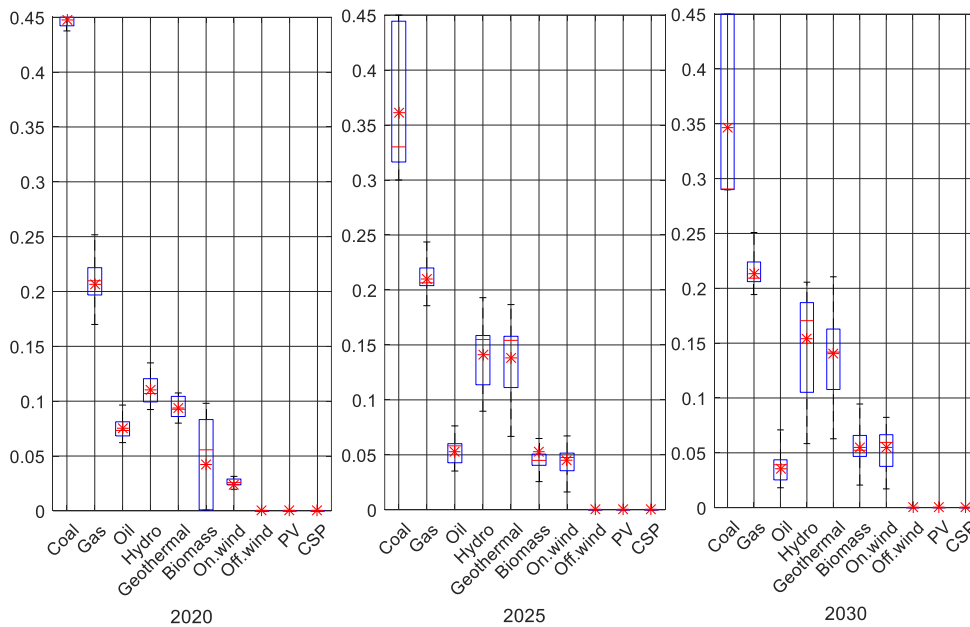 0.45
0.4
0.35
0.3
0.25
0.2
0.15
0.1
0.05
0
Coal
Gas
Oil
Hydro
Geothermal
Biomass
On.wind
Off.wind
PV
CSP
2020
0.45
0.4
0.35
0.3
0.25
0.2
0.15
0.1
0.05
0
Coal
Gas
Oil
Hydro
Geothermal
Biomass
On.wind
Off.wind
PV
CSP
2025
0.45
0.4
0.35
0.3
0.25
0.2
0.15
0.1
0.05
0
Coal
Gas
Oil
Hydro
Geothermal
Biomass
On.wind
Off.wind
PV
CSP
2030